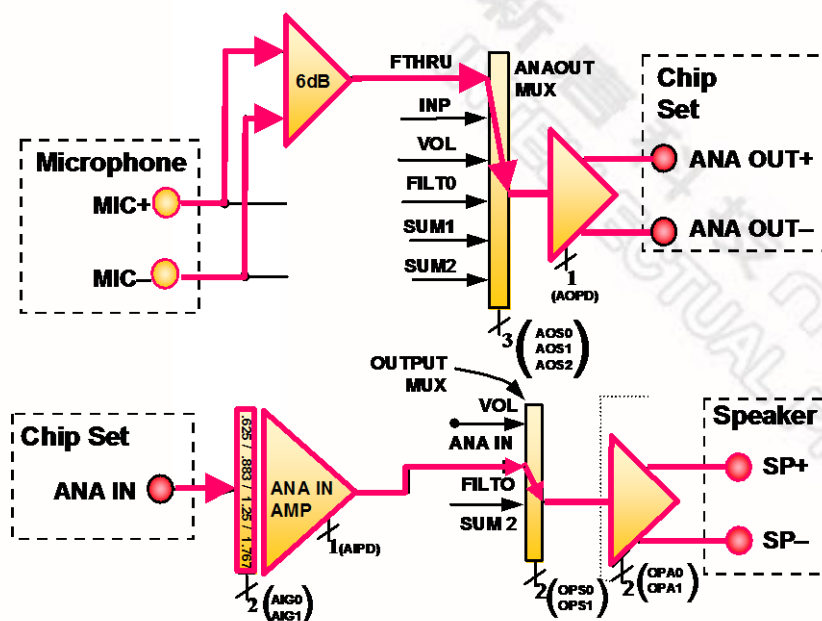 6dB
FTHRU
ANAOUT
MUX
Chip
Set
INP
VOL
FILT0
SUM1
SUM2
Microphone
MIC+
MIC–
ANA OUT+
ANA OUT–
1
(AOPD)
3
AOS0
AOS1
AOS2
OUTPUT
MUX
Chip Set
ANA IN
.625 / .883 / 1.25 / 1.767
ANA IN
AMP
1(AIPD)
2
(AIG0
AIG1)
VOL
ANA IN
FILTO
SUM 2
2
(OPS0
OPS1)
2
(OPA0
OPA1)
Speaker
SP+
SP–